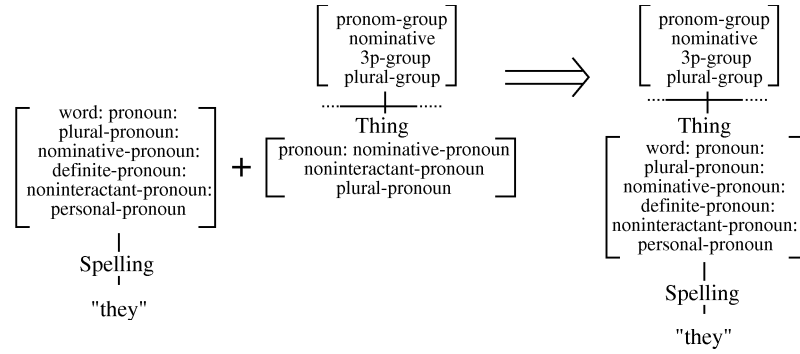 word: pronoun:
plural-pronoun:
nominative-pronoun:
definite-pronoun:
noninteractant-pronoun:
personal-pronoun
Spelling
"they"
+
pronom-group
nominative
3p-group
plural-group
Thing
pronoun: nominative-pronoun
noninteractant-pronoun
plural-pronoun
pronom-group
nominative
3p-group
plural-group
Thing
word: pronoun:
plural-pronoun:
nominative-pronoun:
definite-pronoun:
noninteractant-pronoun:
personal-pronoun
Spelling
"they"